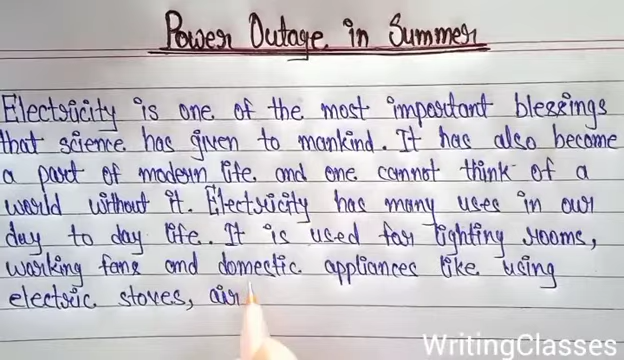 Power Outage in Summer
Electricity is one of the most important blessings
that science has given to mankind. It has also become
a part of modern life and one cannot think of a
world without it. Electricity has many uses in our
day to day life. It is used for lighting rooms,
working fans and domestic appliances like using
electric stoves, air
WritingClasses